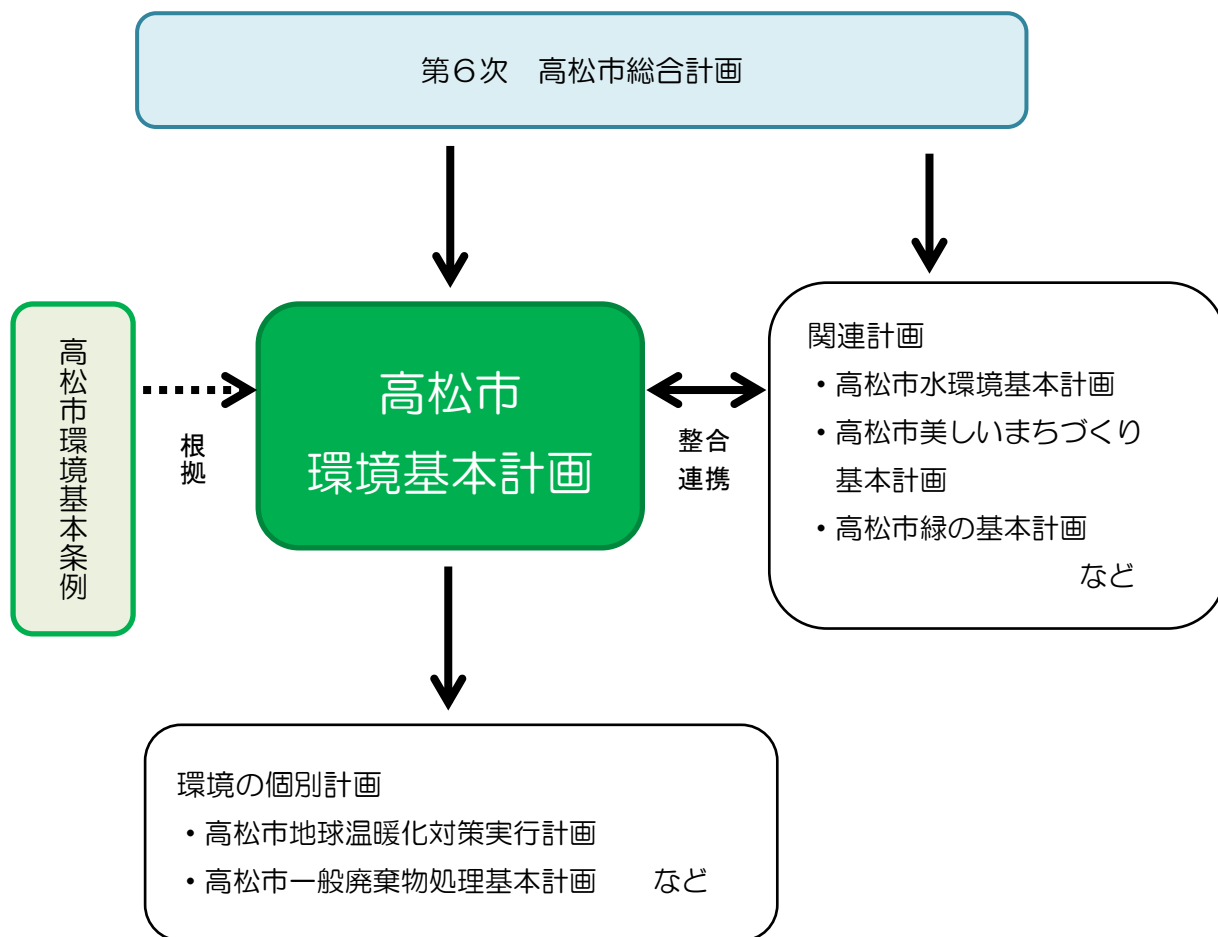 第６次　高松市総合計画
高松市環境基本条例
根拠
高松市
環境基本計画
整合
連携
関連計画
・高松市水環境基本計画
・高松市美しいまちづくり
基本計画
・高松市緑の基本計画
など
環境の個別計画
・高松市地球温暖化対策実行計画
・高松市一般廃棄物処理基本計画　　など